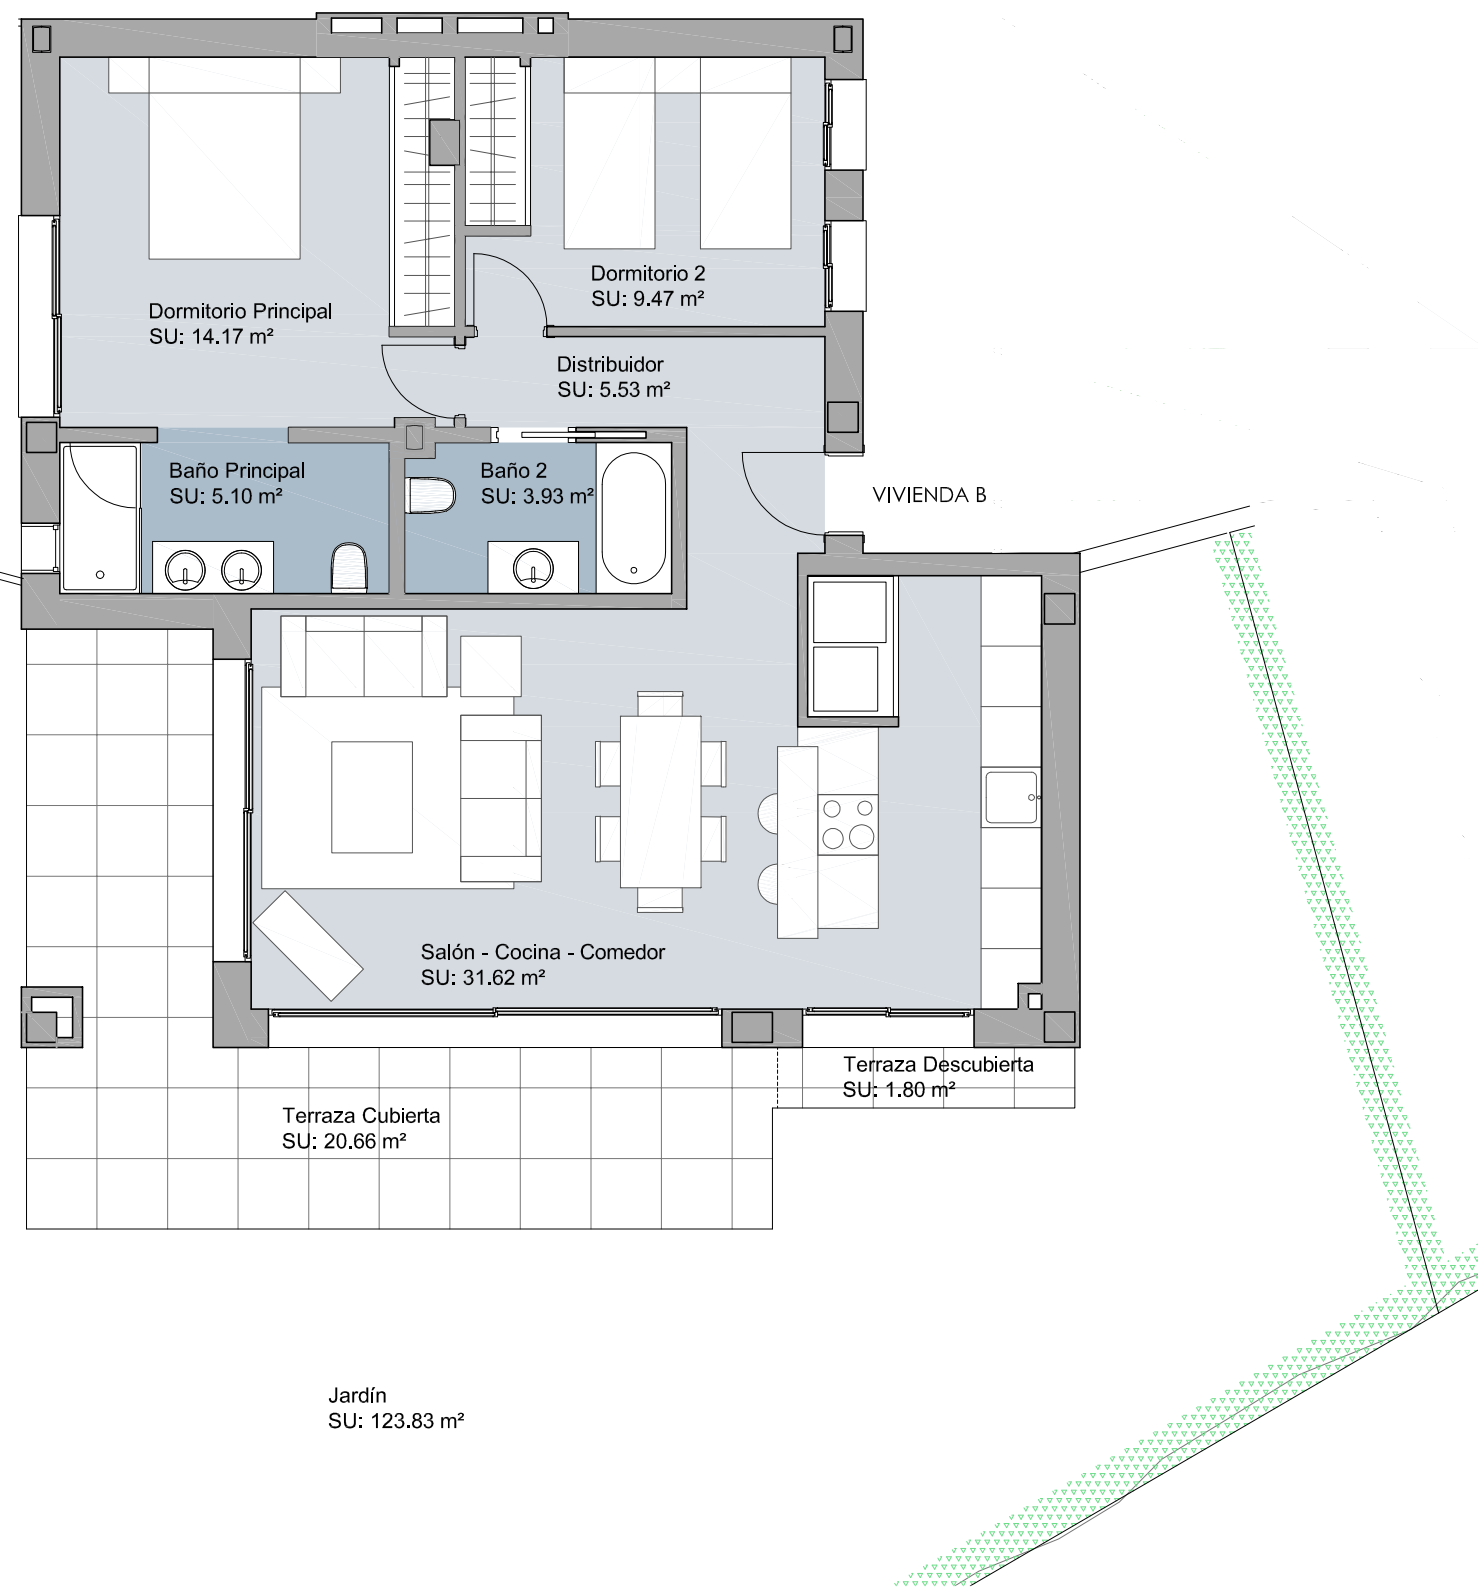 Dormitorio Principal
SU: 14.17 m²
Dormitorio 2
SU: 9.47 m²
Distribuidor
SU: 5.53 m²
Baño Principal
SU: 5.10 m²
Baño 2
SU: 3.93 m²
VIVIENDA B
Salón - Cocina - Comedor
SU: 31.62 m²
Terraza Descubierta
SU: 1.80 m²
Terraza Cubierta
SU: 20.66 m²
Jardín
SU: 123.83 m²